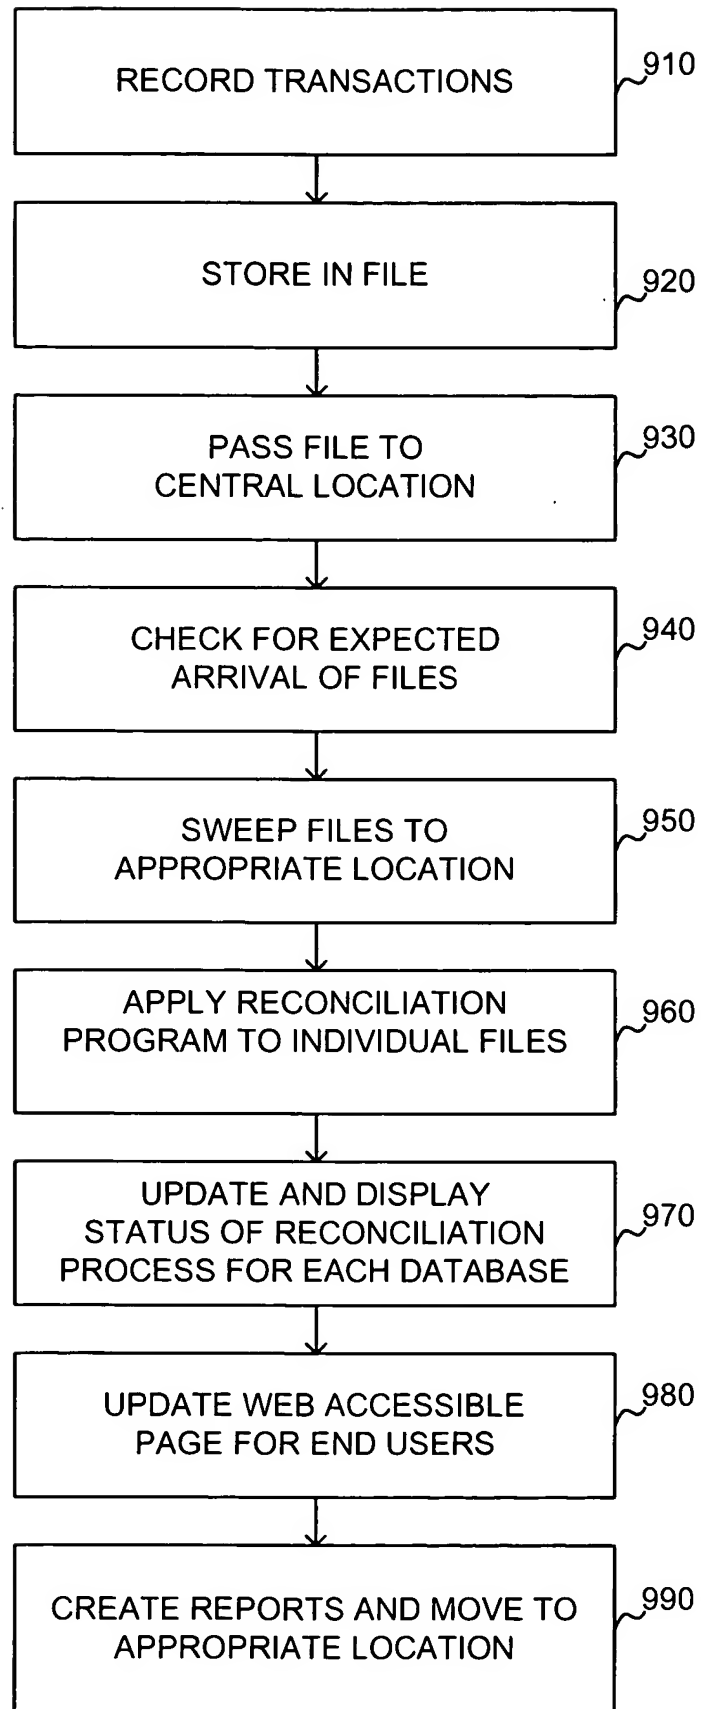 RECORD TRANSACTIONS
910
STORE IN FILE
920
PASS FILE TO
CENTRAL LOCATION
930
CHECK FOR EXPECTED
ARRIVAL OF FILES
940
SWEEP FILES TO
APPROPRIATE LOCATION
950
APPLY RECONCILIATION
PROGRAM TO INDIVIDUAL FILES
960
UPDATE AND DISPLAY
STATUS OF RECONCILIATION
PROCESS FOR EACH DATABASE
970
UPDATE WEB ACCESSIBLE
PAGE FOR END USERS
980
CREATE REPORTS AND MOVE TO
APPROPRIATE LOCATION
990